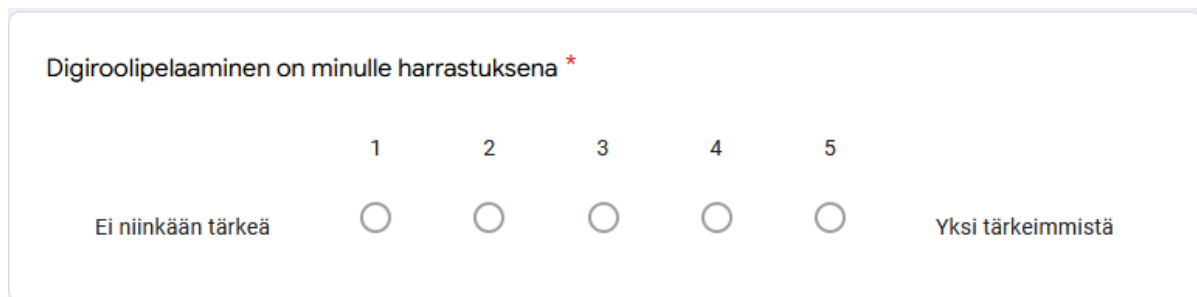 Digiroolipelaaminen on minulle harrastuksena *
1 2 3 4 5
Ei niinkään tärkeä Yksi tärkeimmistä